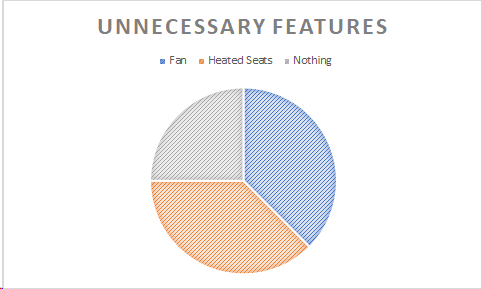 UNNECESSARY FEATURES
Fan Heated Seats Nothing